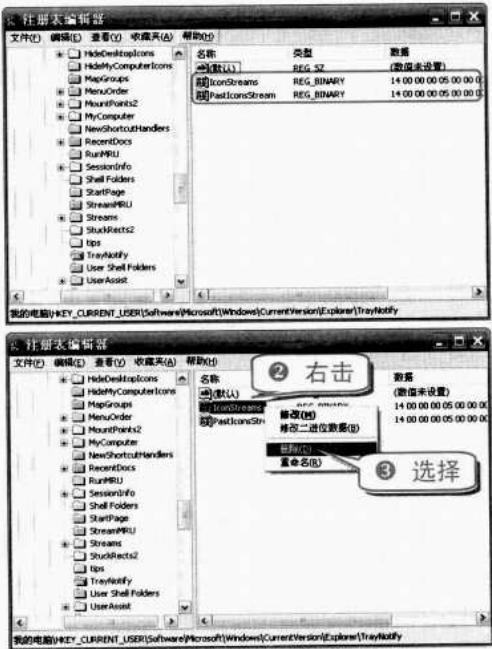 注册表编辑器
文件(F) 编辑(E) 查看(V) 收藏夹(A) 帮助(H)
HideDesktopIcons
HideMyComputerIcons
MapGroups
MenuOrder
MountPoints2
MyComputer
NewShortcutHandlers
RecentDocs
RunMRU
SessionInfo
Shell Folders
StartPage
StreamMRU
Streams
StuckRects2
tips
TrayNotify
User Shell Folders
UserAssist
名称 类型 数据
(默认) REG_SZ (数值未设置)
IconStreams REG_BINARY 14 00 00 00 05 00 00 0
PastIconsStream REG_BINARY 14 00 00 00 05 00 00 0
我的电脑\HKEY_CURRENT_USER\Software\Microsoft\Windows\CurrentVersion\Explorer\TrayNotify
注册表编辑器
文件(F) 编辑(E) 查看(V) 收藏夹(A) 帮助(H)
HideDesktopIcons
HideMyComputerIcons
MapGroups
MenuOrder
MountPoints2
MyComputer
NewShortcutHandlers
RecentDocs
RunMRU
SessionInfo
Shell Folders
StartPage
StreamMRU
Streams
StuckRects2
tips
TrayNotify
User Shell Folders
UserAssist
名称 数据
❷ 右击
(默认) (数值未设置)
IconStreams REG_BINARY 14 00 00 00 05 00 00 0
PastIconsStr 14 00 00 00 05 00 00 0
修改(M)
修改二进位数据(B)
删除(D)
重命名(R)
❸ 选择
我的电脑\HKEY_CURRENT_USER\Software\Microsoft\Windows\CurrentVersion\Explorer\TrayNotify